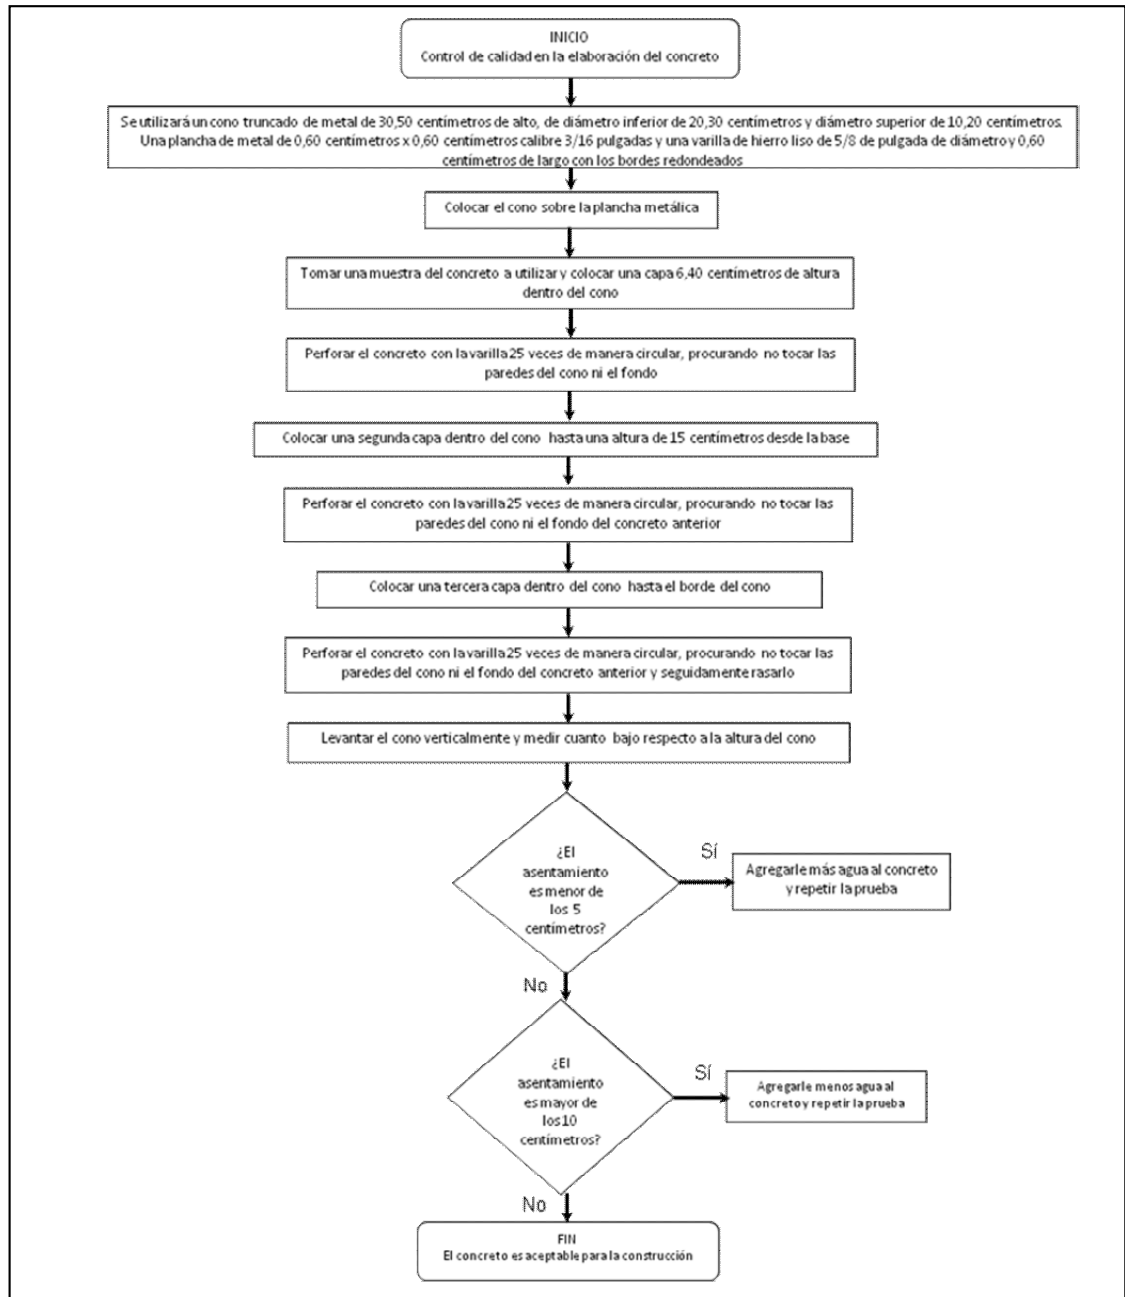 INICIO
Control de calidad en la elaboración del concreto
Se utilizará un cono truncado de metal de 30,50 centímetros de alto, de diámetro inferior de 20,30 centímetros y diámetro superior de 10,20 centímetros.
Una plancha de metal de 0,60 centímetros x 0,60 centímetros calibre 3/16 pulgadas y una varilla de hierro liso de 5/8 de pulgada de diámetro y 0,60
centímetros de largo con los bordes redondeados
Colocar el cono sobre la plancha metálica
Tomar una muestra del concreto a utilizar y colocar una capa 6,40 centímetros de altura
dentro del cono
Perforar el concreto con la varilla 25 veces de manera circular, procurando no tocar las
paredes del cono ni el fondo
Colocar una segunda capa dentro del cono hasta una altura de 15 centímetros desde la base
Perforar el concreto con la varilla 25 veces de manera circular, procurando no tocar las
paredes del cono ni el fondo del concreto anterior
Colocar una tercera capa dentro del cono hasta el borde del cono
Perforar el concreto con la varilla 25 veces de manera circular, procurando no tocar las
paredes del cono ni el fondo del concreto anterior y seguidamente rasarlo
Levantar el cono verticalmente y medir cuanto bajo respecto a la altura del cono
¿El
asentamiento
es menor de
los 5
centímetros?
Sí
Agregarle más agua al concreto
y repetir la prueba
No
¿El
asentamiento
es mayor de
los 10
centímetros?
Sí
Agregarle menos agua al
concreto y repetir la prueba
No
FIN
El concreto es aceptable para la construcción